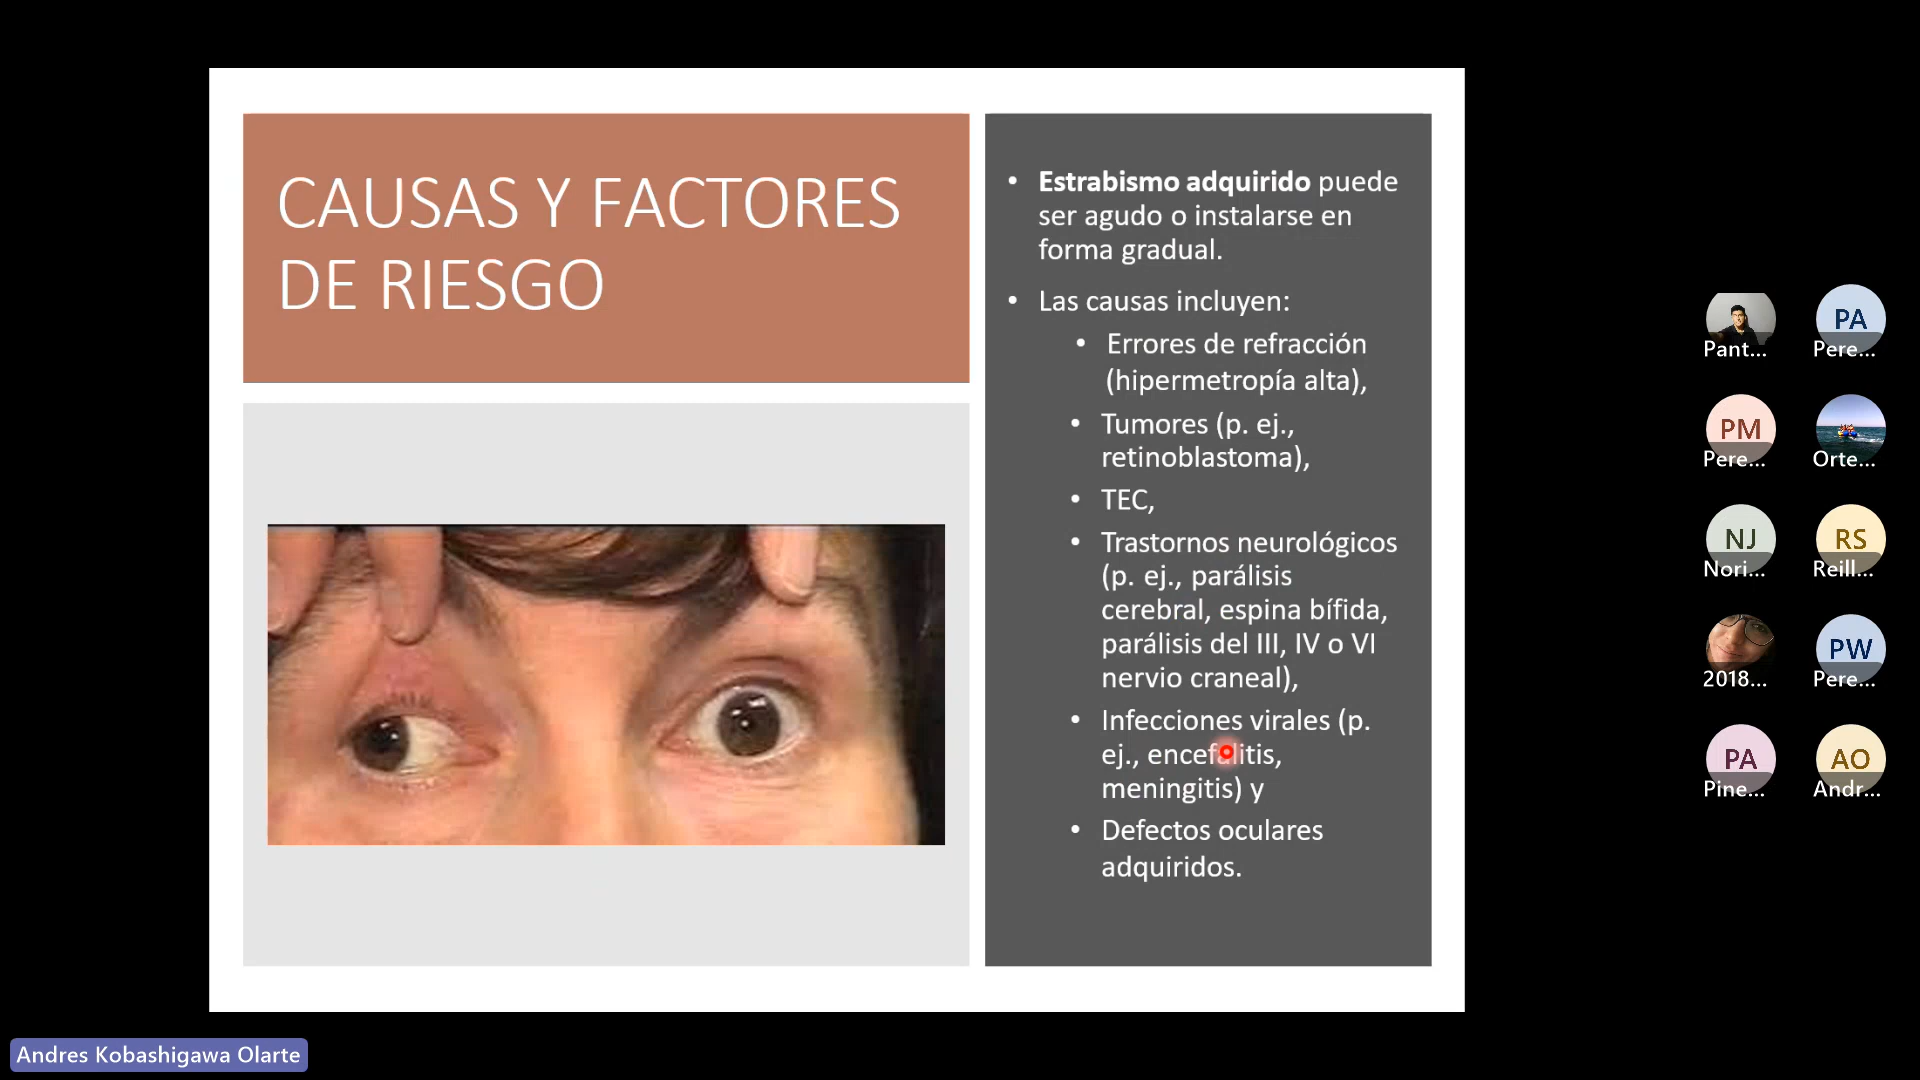 CAUSAS Y FACTORES
DE RIESGO
• Estrabismo adquirido puede
ser agudo o instalarse en
forma gradual.
• Las causas incluyen:
• Errores de refracción
(hipermetropía alta),
• Tumores (p. ej.,
retinoblastoma),
• TEC,
• Trastornos neurológicos
(p. ej., parálisis
cerebral, espina bífida,
parálisis del III, IV o VI
nervio craneal),
• Infecciones virales (p.
ej., encefalitis,
meningitis) y
• Defectos oculares
adquiridos.
Pant...
PA
Pere...
PM
Pere...
Orte...
NJ
Nori...
RS
Reill...
2018...
PW
Pere...
PA
Pine...
AO
Andr...
Andres Kobashigawa Olarte